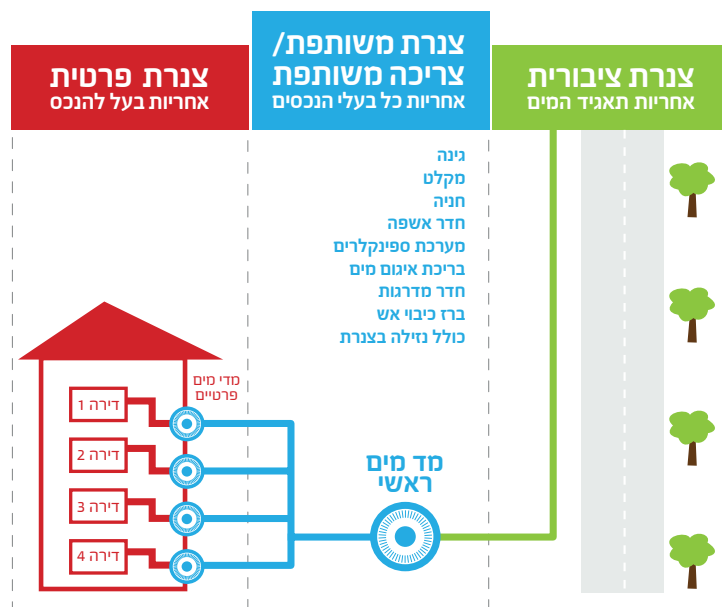 צנרת ציבורית
אחריות תאגיד המים
צנרת משותפת/
צריכה משותפת
אחריות כל בעלי הנכסים
צנרת פרטית
אחריות בעל להנכס
גינה
מקלט
חניה
חדר אשפה
מערכת ספינקלרים
בריכת איגום מים
חדר מדרגות
ברז כיבוי אש
כולל נזילה בצנרת
מד מים
ראשי
מדי מים
פרטיים
דירה 1
דירה 2
דירה 3
דירה 4